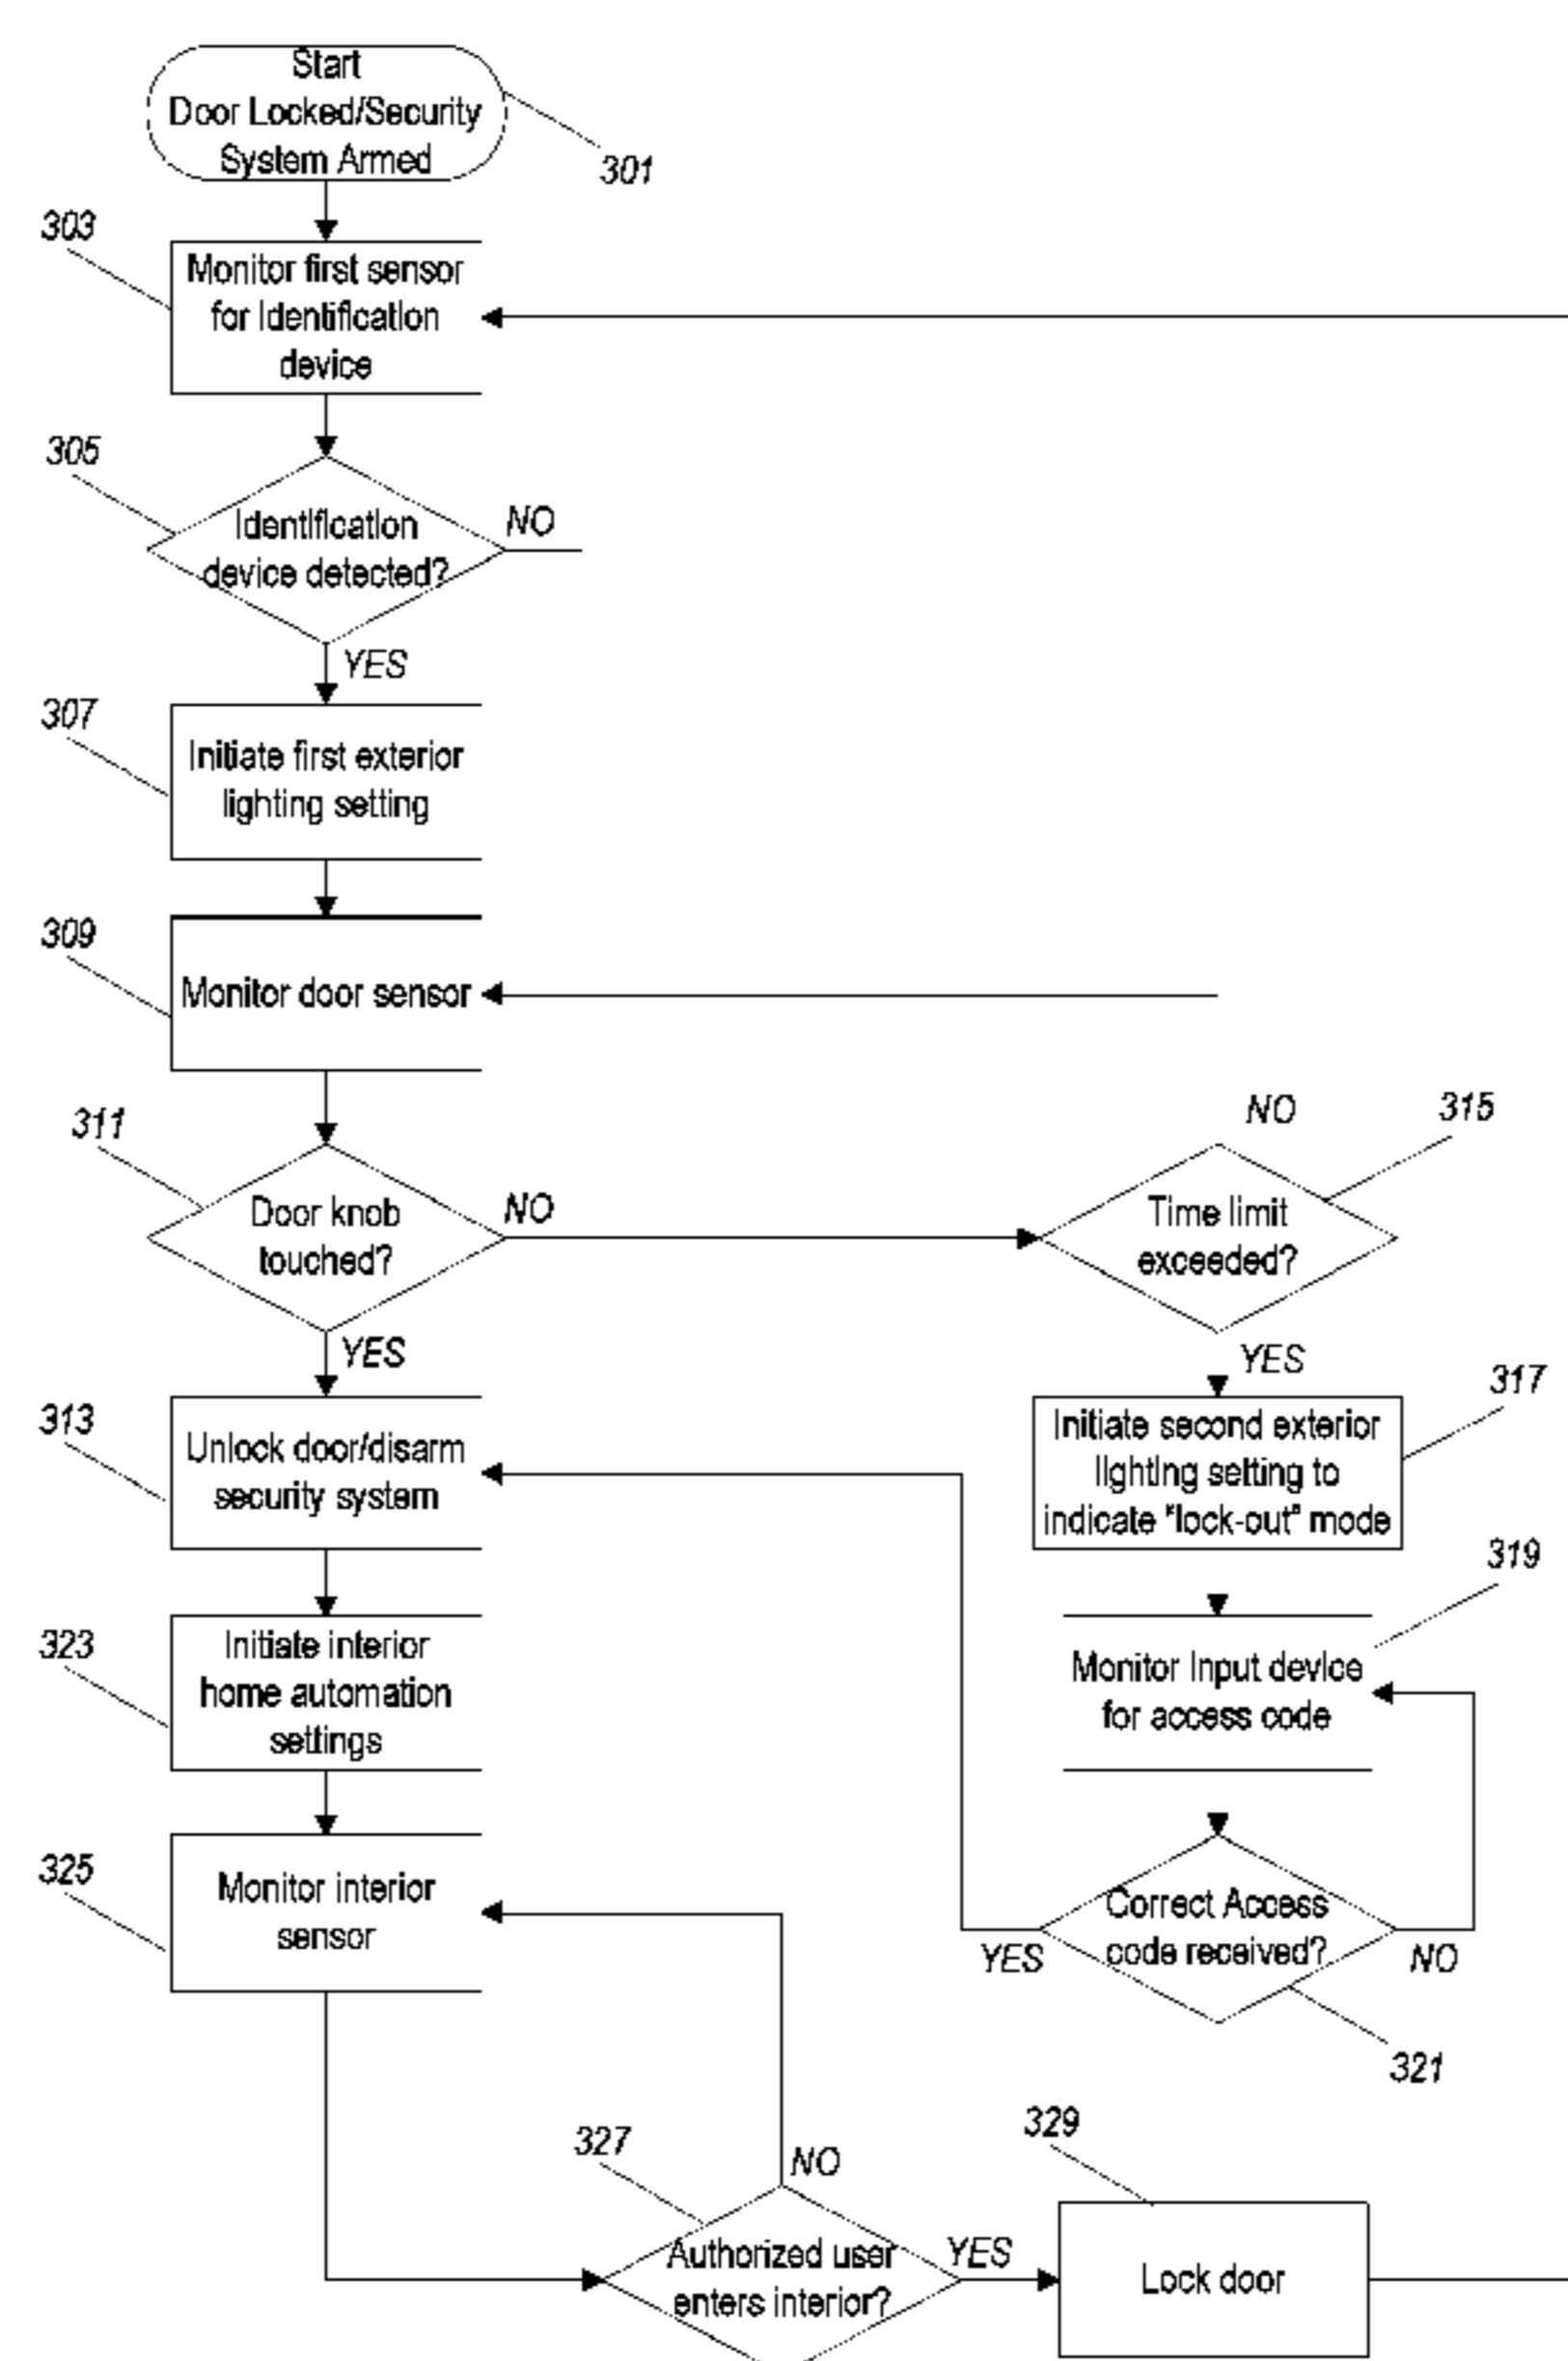 Start
Door Locked/Security
System Armed
301
303
Monitor first sensor
for Identification
device
305
Identification
device detected?
NO
YES
307
Initiate first exterior
lighting setting
309
Monitor door sensor
311
Door knob
touched?
NO
YES
NO
315
Time limit
exceeded?
YES
313
Unlock door/disarm
security system
317
Initiate second exterior
lighting setting to
indicate "lock-out" mode
319
Monitor Input device
for access code
323
Initiate interior
home automation
settings
325
Monitor interior
sensor
Correct Access
code received?
YES
NO
321
327
NO
Authorized user
enters interior?
YES
329
Lock door